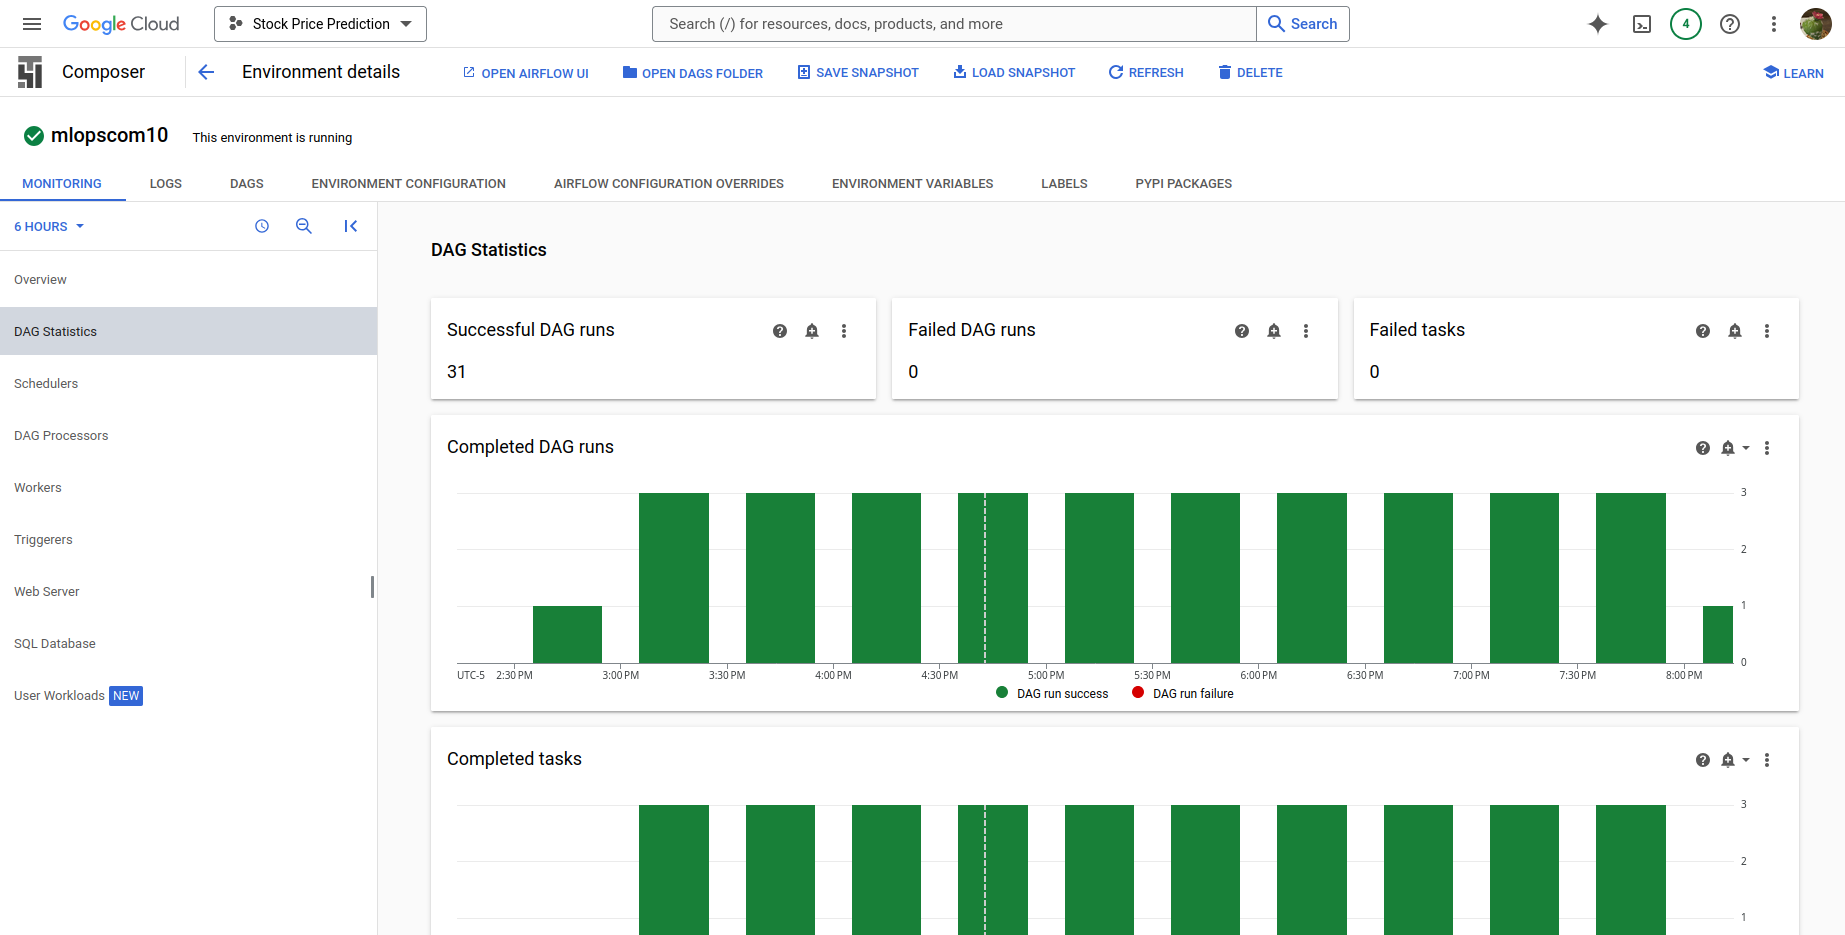 Google Cloud
Stock Price Prediction
Search (/) for resources, docs, products, and more
Search
4
Composer
Environment details
OPEN AIRFLOW UI
OPEN DAGS FOLDER
SAVE SNAPSHOT
LOAD SNAPSHOT
REFRESH
DELETE
LEARN
mlopscom10
This environment is running
MONITORING
LOGS
DAGS
ENVIRONMENT CONFIGURATION
AIRFLOW CONFIGURATION OVERRIDES
ENVIRONMENT VARIABLES
LABELS
PYPI PACKAGES
6 HOURS
Overview
DAG Statistics
Schedulers
DAG Processors
Workers
Triggerers
Web Server
SQL Database
User Workloads NEW
DAG Statistics
Successful DAG runs
31
Failed DAG runs
0
Failed tasks
0
Completed DAG runs
3
2
1
0
UTC-5 2:30 PM 3:00 PM 3:30 PM 4:00 PM 4:30 PM 5:00 PM 5:30 PM 6:00 PM 6:30 PM 7:00 PM 7:30 PM 8:00 PM
DAG run success
DAG run failure
Completed tasks
3
2
1